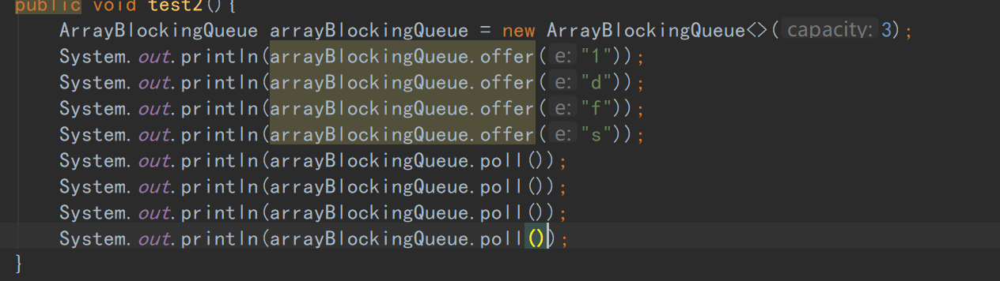 public void test2(){
ArrayBlockingQueue arrayBlockingQueue = new ArrayBlockingQueue<>(capacity: 3);
System.out.println(arrayBlockingQueue.offer(e: "1"));
System.out.println(arrayBlockingQueue.offer(e: "d"));
System.out.println(arrayBlockingQueue.offer(e: "f"));
System.out.println(arrayBlockingQueue.offer(e: "s"));
System.out.println(arrayBlockingQueue.poll());
System.out.println(arrayBlockingQueue.poll());
System.out.println(arrayBlockingQueue.poll());
System.out.println(arrayBlockingQueue.poll());
}